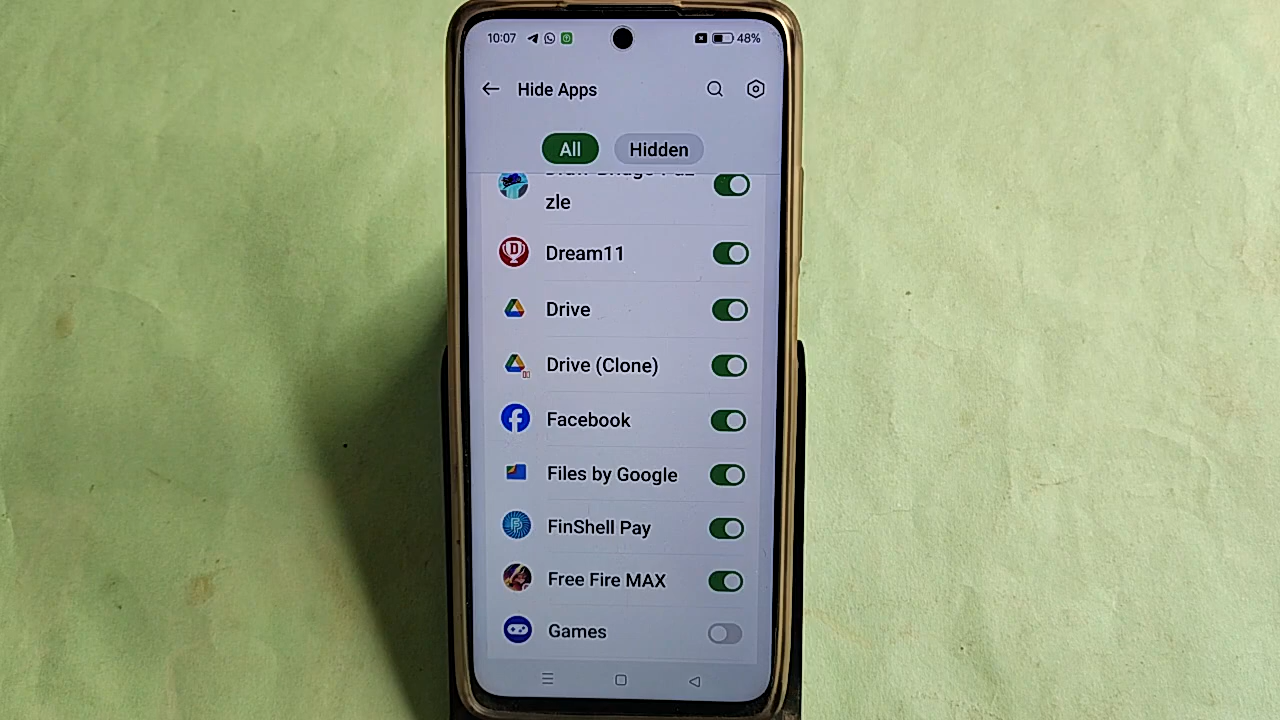 10:07 48%
Hide Apps
All Hidden
zle
Dream11
Drive
Drive (Clone)
Facebook
Files by Google
FinShell Pay
Free Fire MAX
Games